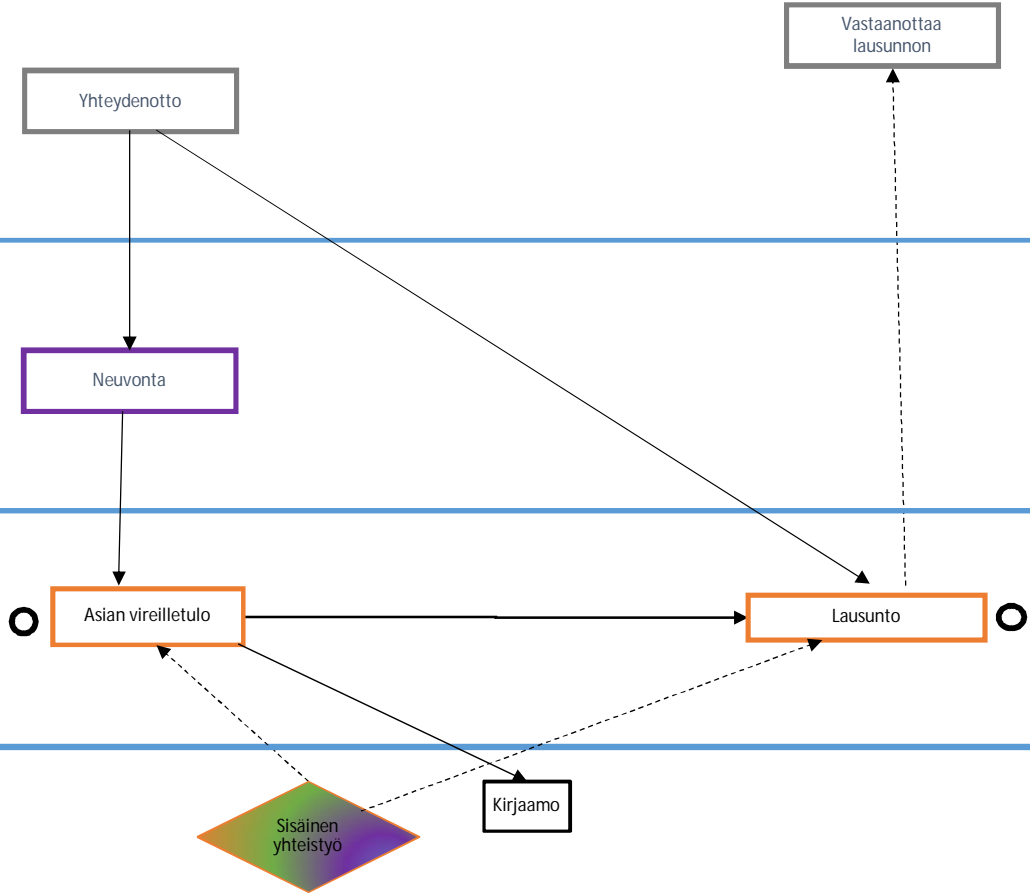 Vastaanottaa
lausunnon
Yhteydenotto
Neuvonta
Asian vireilletulo
Lausunto
Kirjaamo
Sisäinen
yhteistyö